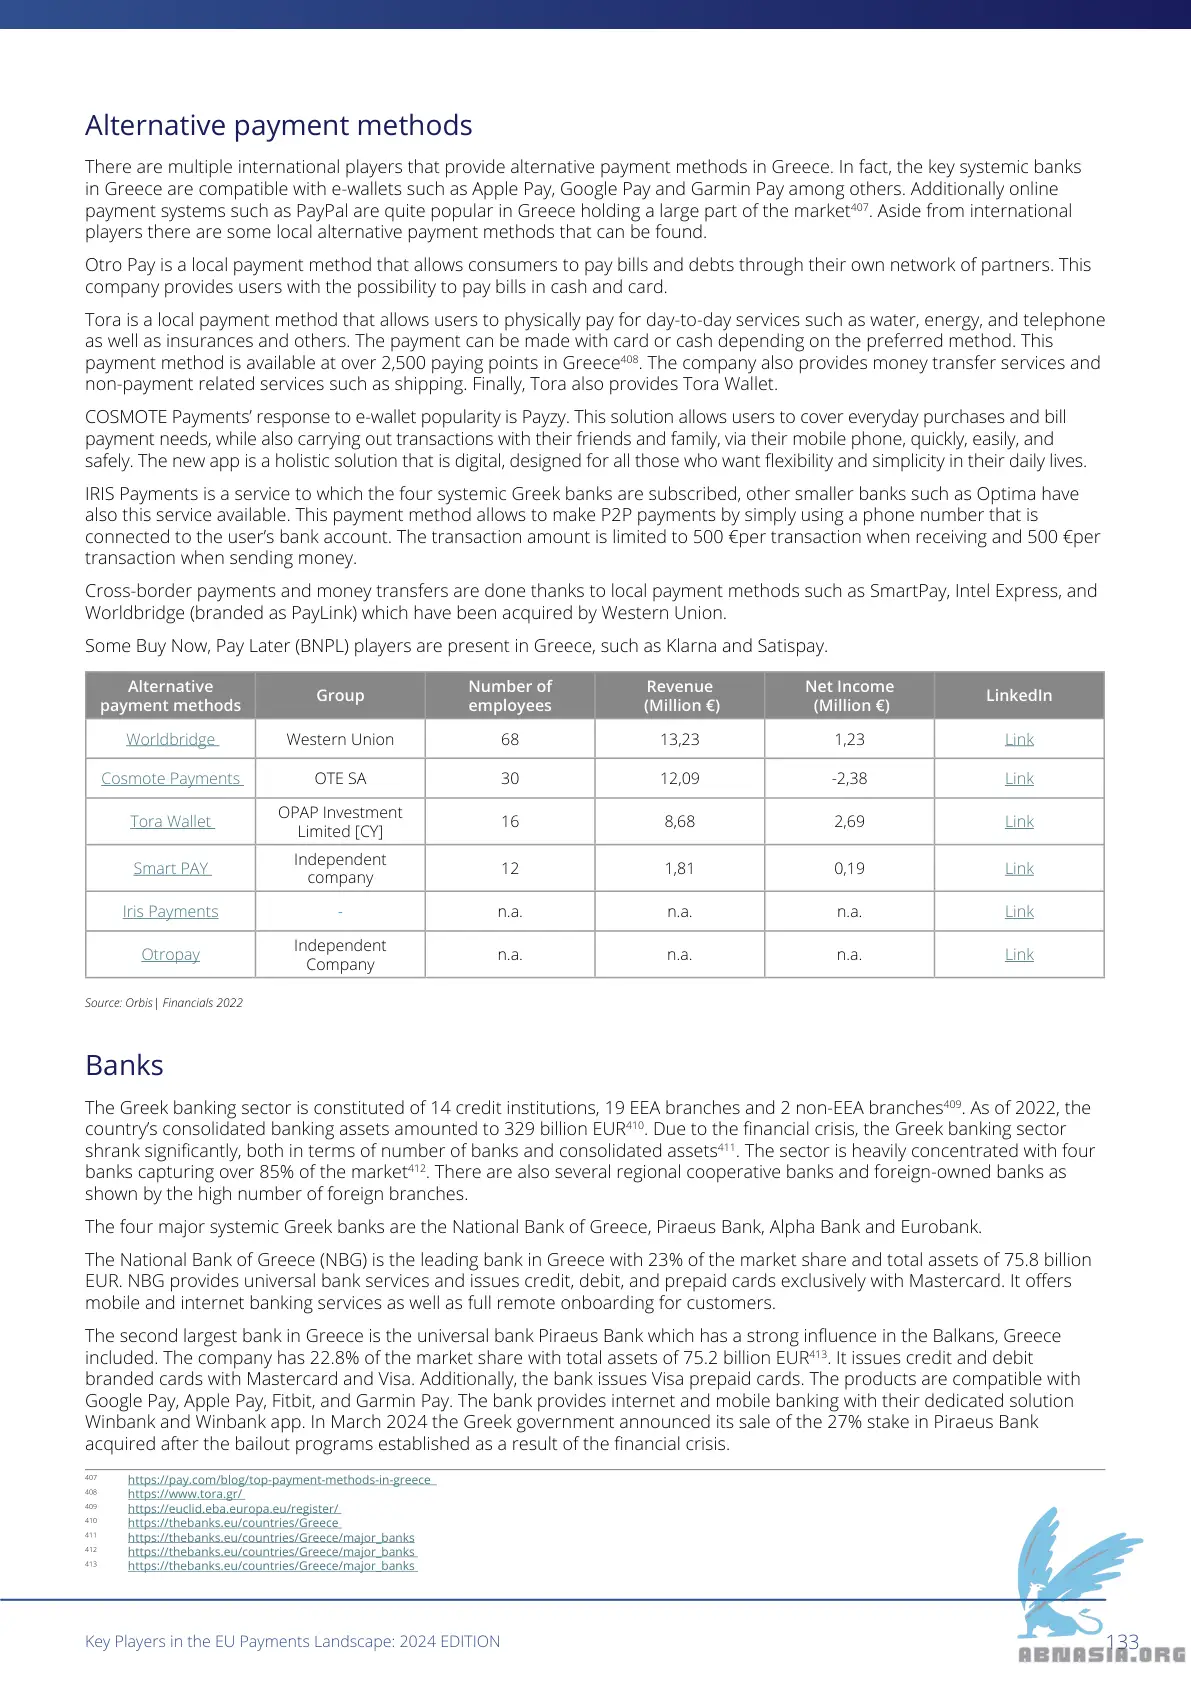 Alternative payment methods
There are multiple international players that provide alternative payment methods in Greece. In fact, the key systemic banks
in Greece are compatible with e-wallets such as Apple Pay, Google Pay and Garmin Pay among others. Additionally online
payment systems such as PayPal are quite popular in Greece holding a large part of the market407. Aside from international
players there are some local alternative payment methods that can be found.
Otro Pay is a local payment method that allows consumers to pay bills and debts through their own network of partners. This
company provides users with the possibility to pay bills in cash and card.
Tora is a local payment method that allows users to physically pay for day-to-day services such as water, energy, and telephone
as well as insurances and others. The payment can be made with card or cash depending on the preferred method. This
payment method is available at over 2,500 paying points in Greece408. The company also provides money transfer services and
non-payment related services such as shipping. Finally, Tora also provides Tora Wallet.
COSMOTE Payments’ response to e-wallet popularity is Payzy. This solution allows users to cover everyday purchases and bill
payment needs, while also carrying out transactions with their friends and family, via their mobile phone, quickly, easily, and
safely. The new app is a holistic solution that is digital, designed for all those who want flexibility and simplicity in their daily lives.
IRIS Payments is a service to which the four systemic Greek banks are subscribed, other smaller banks such as Optima have
also this service available. This payment method allows to make P2P payments by simply using a phone number that is
connected to the user’s bank account. The transaction amount is limited to 500 €per transaction when receiving and 500 €per
transaction when sending money.
Cross-border payments and money transfers are done thanks to local payment methods such as SmartPay, Intel Express, and
Worldbridge (branded as PayLink) which have been acquired by Western Union.
Some Buy Now, Pay Later (BNPL) players are present in Greece, such as Klarna and Satispay.
Alternative payment methods Group Number of employees Revenue (Million €) Net Income (Million €) LinkedIn
Worldbridge Western Union 68 13,23 1,23 Link
Cosmote Payments OTE SA 30 12,09 -2,38 Link
Tora Wallet OPAP Investment Limited [CY] 16 8,68 2,69 Link
Smart PAY Independent company 12 1,81 0,19 Link
Iris Payments - n.a. n.a. n.a. Link
Otropay Independent Company n.a. n.a. n.a. Link
Source: Orbis| Financials 2022
Banks
The Greek banking sector is constituted of 14 credit institutions, 19 EEA branches and 2 non-EEA branches409. As of 2022, the
country’s consolidated banking assets amounted to 329 billion EUR410. Due to the financial crisis, the Greek banking sector
shrank significantly, both in terms of number of banks and consolidated assets411. The sector is heavily concentrated with four
banks capturing over 85% of the market412. There are also several regional cooperative banks and foreign-owned banks as
shown by the high number of foreign branches.
The four major systemic Greek banks are the National Bank of Greece, Piraeus Bank, Alpha Bank and Eurobank.
The National Bank of Greece (NBG) is the leading bank in Greece with 23% of the market share and total assets of 75.8 billion
EUR. NBG provides universal bank services and issues credit, debit, and prepaid cards exclusively with Mastercard. It offers
mobile and internet banking services as well as full remote onboarding for customers.
The second largest bank in Greece is the universal bank Piraeus Bank which has a strong influence in the Balkans, Greece
included. The company has 22.8% of the market share with total assets of 75.2 billion EUR413. It issues credit and debit
branded cards with Mastercard and Visa. Additionally, the bank issues Visa prepaid cards. The products are compatible with
Google Pay, Apple Pay, Fitbit, and Garmin Pay. The bank provides internet and mobile banking with their dedicated solution
Winbank and Winbank app. In March 2024 the Greek government announced its sale of the 27% stake in Piraeus Bank
acquired after the bailout programs established as a result of the financial crisis.
407 https://pay.com/blog/top-payment-methods-in-greece
408 https://www.tora.gr/
409 https://euclid.eba.europa.eu/register/
410 https://thebanks.eu/countries/Greece
411 https://thebanks.eu/countries/Greece/major_banks
412 https://thebanks.eu/countries/Greece/major_banks
413 https://thebanks.eu/countries/Greece/major_banks
Key Players in the EU Payments Landscape: 2024 EDITION
133
ABNASIA.ORG